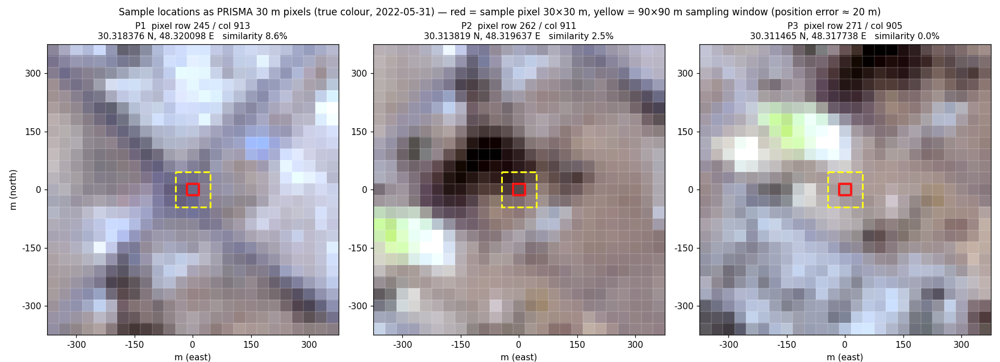 Sample locations as PRISMA 30 m pixels (true colour, 2022-05-31) — red = sample pixel 30×30 m, yellow = 90×90 m sampling window (position error ≈ 20 m)
P1 pixel row 245 / col 913
30.318376 N, 48.320098 E similarity 8.6%
P2 pixel row 262 / col 911
30.313819 N, 48.319637 E similarity 2.5%
P3 pixel row 271 / col 905
30.311465 N, 48.317738 E similarity 0.0%
m (north)
300
150
0
-150
-300
-300 -150 0 150 300
m (east)
300
150
0
-150
-300
-300 -150 0 150 300
m (east)
300
150
0
-150
-300
-300 -150 0 150 300
m (east)